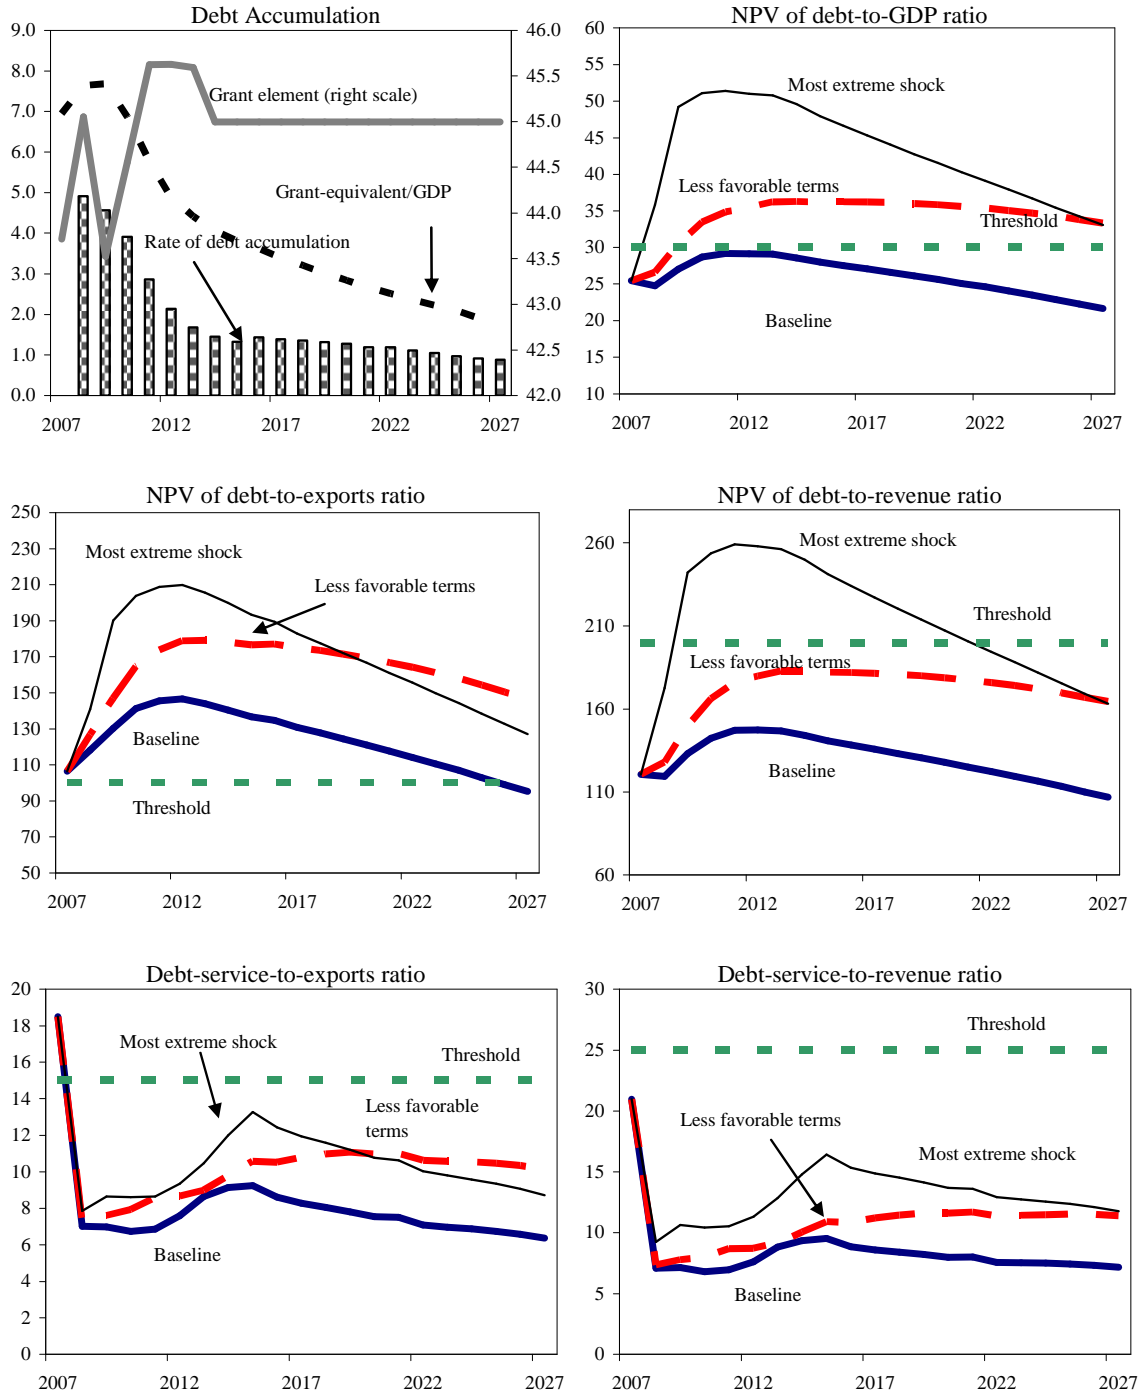 Debt Accumulation
9.0
8.0
7.0
6.0
5.0
4.0
3.0
2.0
1.0
0.0
46.0
45.5
45.0
44.5
44.0
43.5
43.0
42.5
42.0
Grant element (right scale)
Grant-equivalent/GDP
Rate of debt accumulation
2007
2012
2022
2027
NPV of debt-to-GDP ratio
60
50
40
35
30
25
20
10
Most extreme shock
Less favorable terms
Threshold
Baseline
2007
2012
2022
2027
NPV of debt-to-exports ratio
250
230
210
190
170
150
130
110
90
70
50
Most extreme shock
Less favorable terms
Baseline
Threshold
2007
2012
2017
2022
2027
NPV of debt-to-revenue ratio
260
210
160
110
60
Most extreme shock
Threshold
Less favorable terms
Baseline
2007
2012
2017
2022
2027
Debt-service-to-exports ratio
20
18
16
14
12
10
8
6
4
2
0
Most extreme shock
Threshold
Less favorable
terms
Baseline
2007
2012
2017
2022
2027
Debt-service-to-revenue ratio
30
25
20
15
10
5
0
Threshold
Less favorable terms
Most extreme shock
Baseline
2007
2012
2017
2022
2027